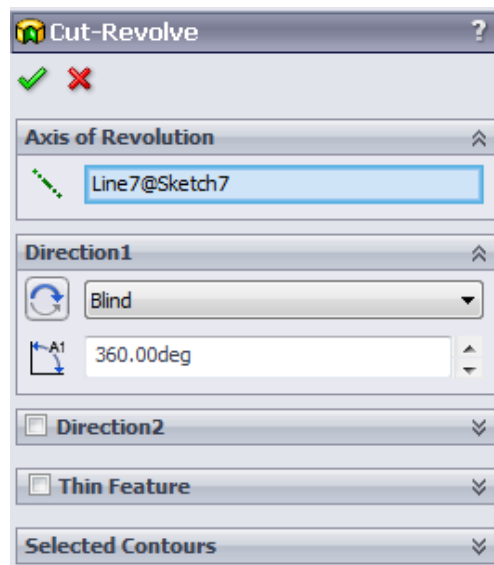 Cut-Revolve ?
Axis of Revolution
Line7@Sketch7
Direction1
Blind
A1
360.00deg
Direction2
Thin Feature
Selected Contours